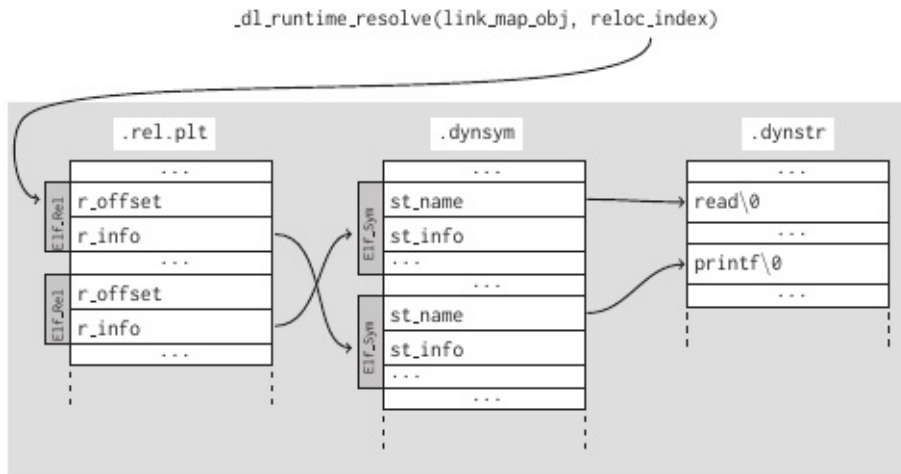 _dl_runtime_resolve(link_map_obj, reloc_index)
.rel.plt
...
Elf_Rel
r_offset
r_info
...
Elf_Rel
r_offset
r_info
...
.dynsym
...
Elf_Sym
st_name
st_info
...
...
Elf_Sym
st_name
st_info
...
...
.dynstr
...
read\0
...
printf\0
...